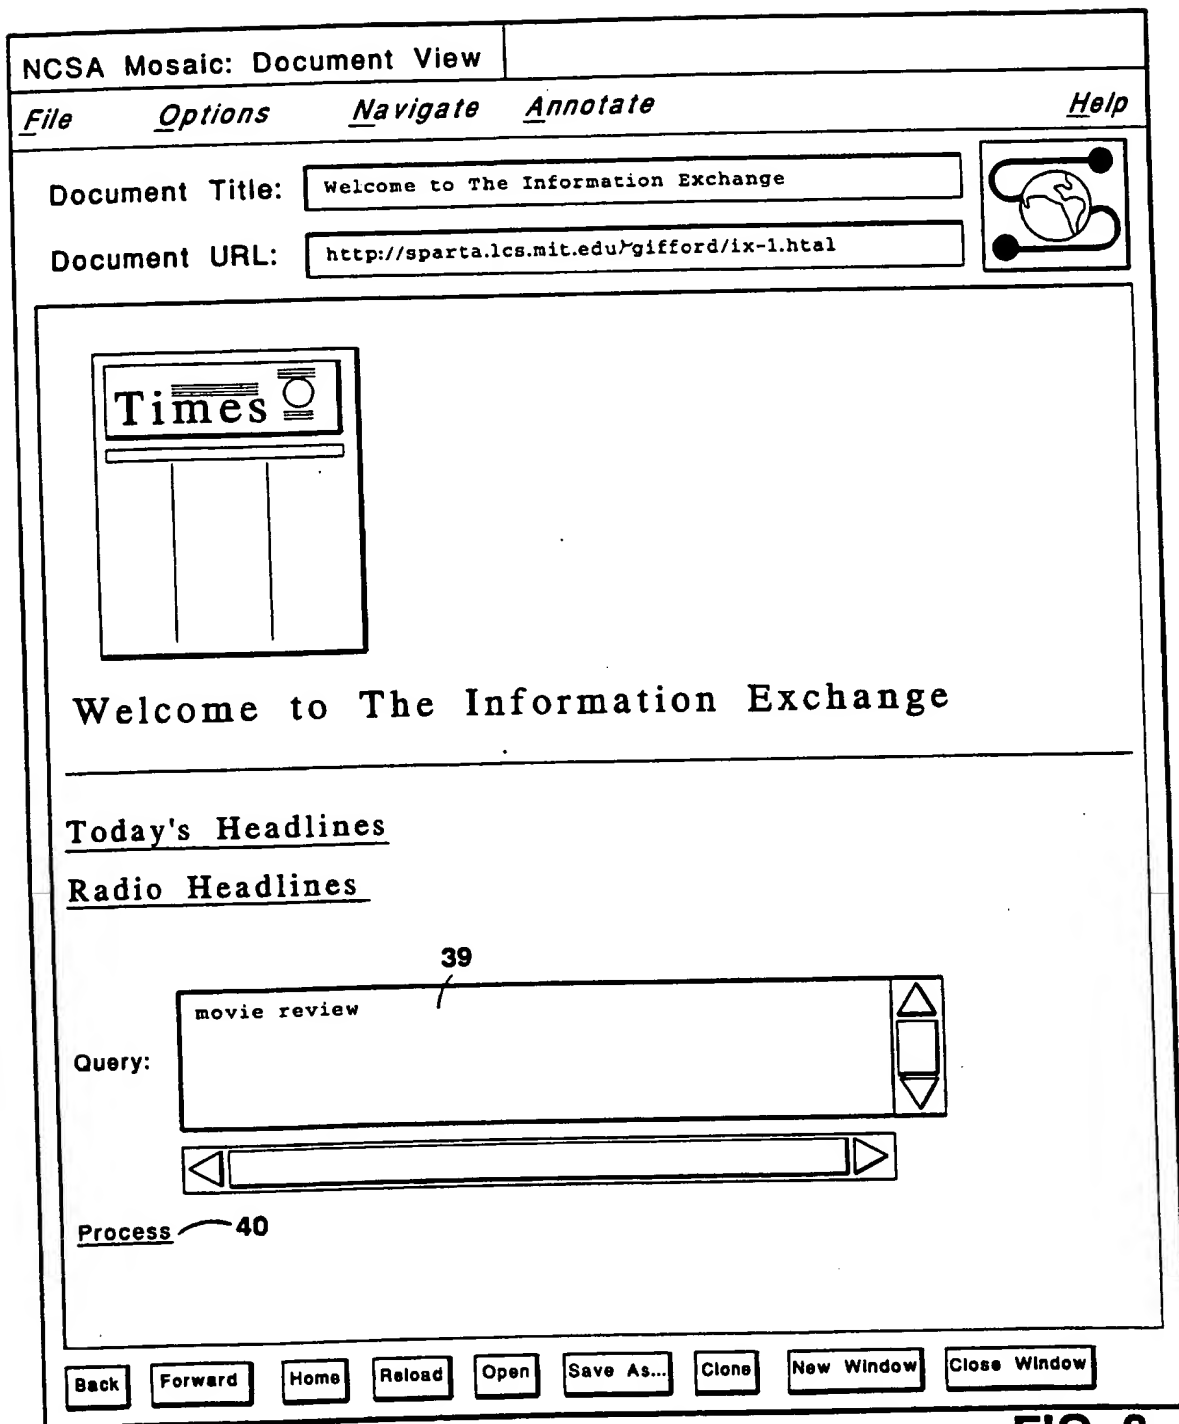 NCSA Mosaic: Document View
File Options Navigate Annotate Help
Document Title: Welcome to The Information Exchange
Document URL: http://sparta.lcs.mit.edu/~gifford/ix-1.htal
Times
Welcome to The Information Exchange
Today's Headlines
Radio Headlines
39
movie review
Query:
Process 40
Back Forward Home Reload Open Save As... Clone New Window Close Window
FIG.